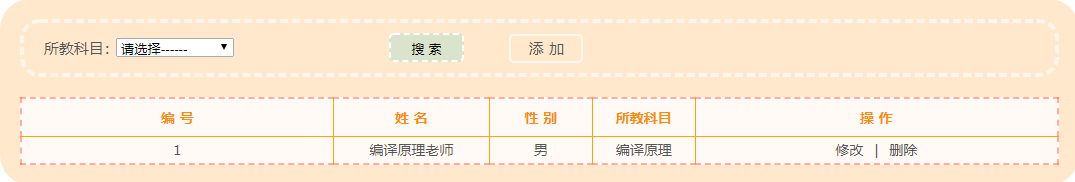 所教科目: 请选择------ 搜 索 添 加
编 号 姓 名 性 别 所教科目 操 作
1 编译原理老师 男 编译原理 修改 | 删除